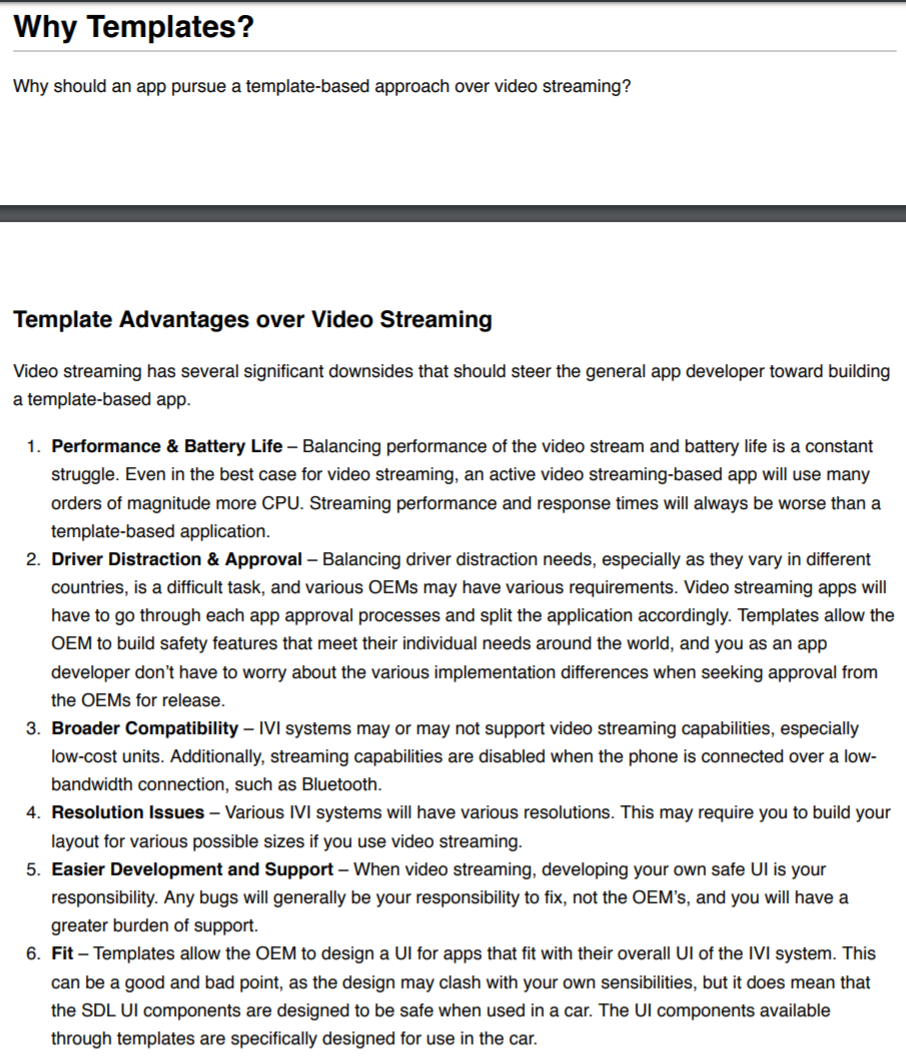 Why Templates?
Why should an app pursue a template-based approach over video streaming?
Template Advantages over Video Streaming
Video streaming has several significant downsides that should steer the general app developer toward building
a template-based app.
1. Performance & Battery Life – Balancing performance of the video stream and battery life is a constant
struggle. Even in the best case for video streaming, an active video streaming-based app will use many
orders of magnitude more CPU. Streaming performance and response times will always be worse than a
template-based application.
2. Driver Distraction & Approval – Balancing driver distraction needs, especially as they vary in different
countries, is a difficult task, and various OEMs may have various requirements. Video streaming apps will
have to go through each app approval processes and split the application accordingly. Templates allow the
OEM to build safety features that meet their individual needs around the world, and you as an app
developer don't have to worry about the various implementation differences when seeking approval from
the OEMs for release.
3. Broader Compatibility – IVI systems may or may not support video streaming capabilities, especially
low-cost units. Additionally, streaming capabilities are disabled when the phone is connected over a low-
bandwidth connection, such as Bluetooth.
4. Resolution Issues – Various IVI systems will have various resolutions. This may require you to build your
layout for various possible sizes if you use video streaming.
5. Easier Development and Support – When video streaming, developing your own safe UI is your
responsibility. Any bugs will generally be your responsibility to fix, not the OEM's, and you will have a
greater burden of support.
6. Fit – Templates allow the OEM to design a UI for apps that fit with their overall UI of the IVI system. This
can be a good and bad point, as the design may clash with your own sensibilities, but it does mean that
the SDL UI components are designed to be safe when used in a car. The UI components available
through templates are specifically designed for use in the car.